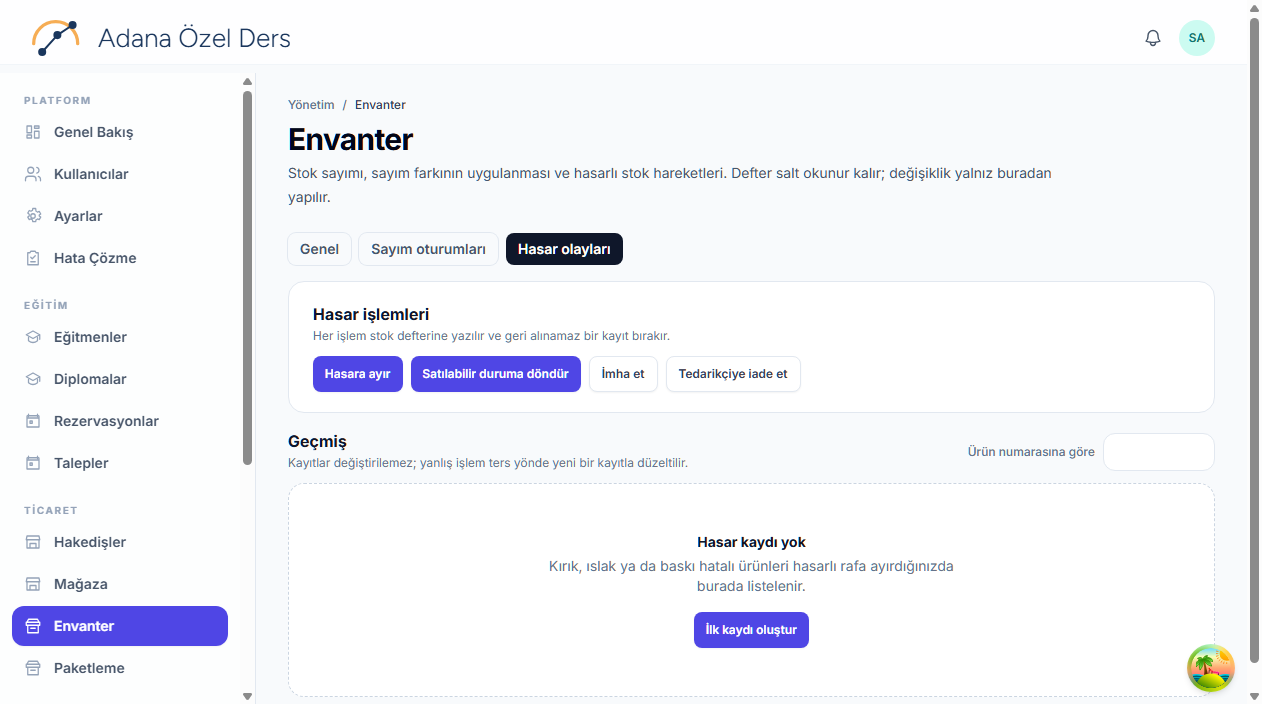 Adana Özel Ders
SA
PLATFORM
Genel Bakış
Kullanıcılar
Ayarlar
Hata Çözme
EĞİTİM
Eğitmenler
Diplomalar
Rezervasyonlar
Talepler
TİCARET
Hakedişler
Mağaza
Envanter
Paketleme
Yönetim / Envanter
Envanter
Stok sayımı, sayım farkının uygulanması ve hasarlı stok hareketleri. Defter salt okunur kalır; değişiklik yalnız buradan
yapılır.
Genel Sayım oturumları Hasar olayları
Hasar işlemleri
Her işlem stok defterine yazılır ve geri alınamaz bir kayıt bırakır.
Hasara ayır Satılabilir duruma döndür İmha et Tedarikçiye iade et
Geçmiş
Kayıtlar değiştirilemez; yanlış işlem ters yönde yeni bir kayıtla düzeltilir.
Ürün numarasına göre
Hasar kaydı yok
Kırık, ıslak ya da baskı hatalı ürünleri hasarlı rafa ayırdığınızda
burada listelenir.
İlk kaydı oluştur